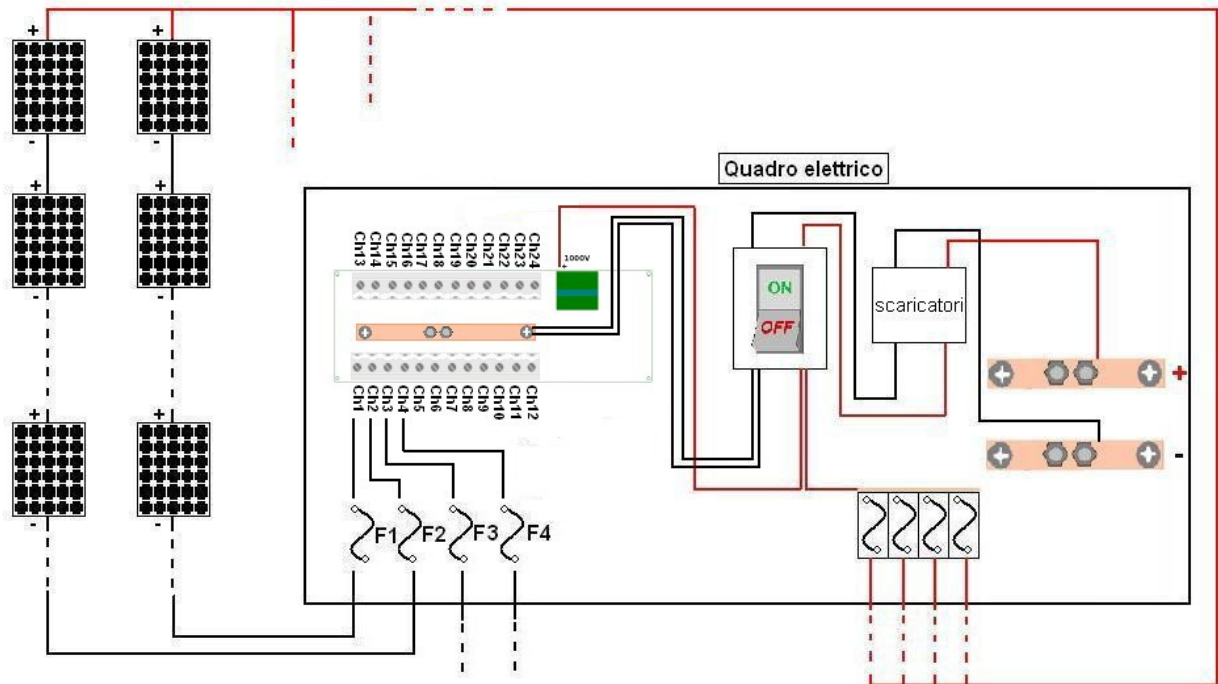 + +
- -
+ +
- -
+ +
- -
Quadro elettrico
Ch13 Ch14 Ch15 Ch16 Ch17 Ch18 Ch19 Ch20 Ch21 Ch22 Ch23 Ch24
1000V
+
ON
OFF
scaricatori
+
-
Ch1 Ch2 Ch3 Ch4 Ch5 Ch6 Ch7 Ch8 Ch9 Ch10 Ch11 Ch12
F1 F2 F3 F4